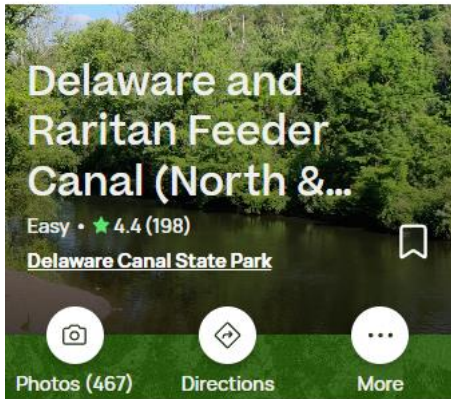 Delaware and
Raritan Feeder
Canal (North &...
Easy • ★ 4.4 (198)
Delaware Canal State Park
Photos (467)
Directions
More